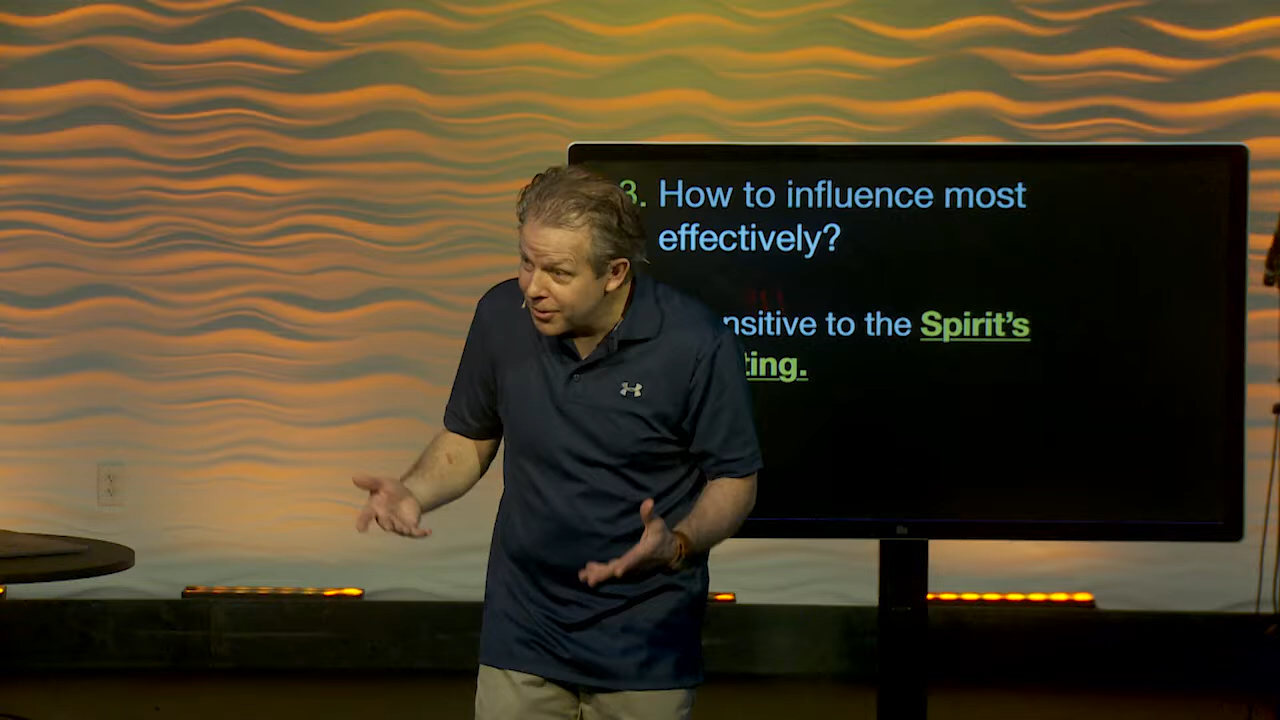 3. How to influence most
effectively?
nsitive to the Spirit's
ting.